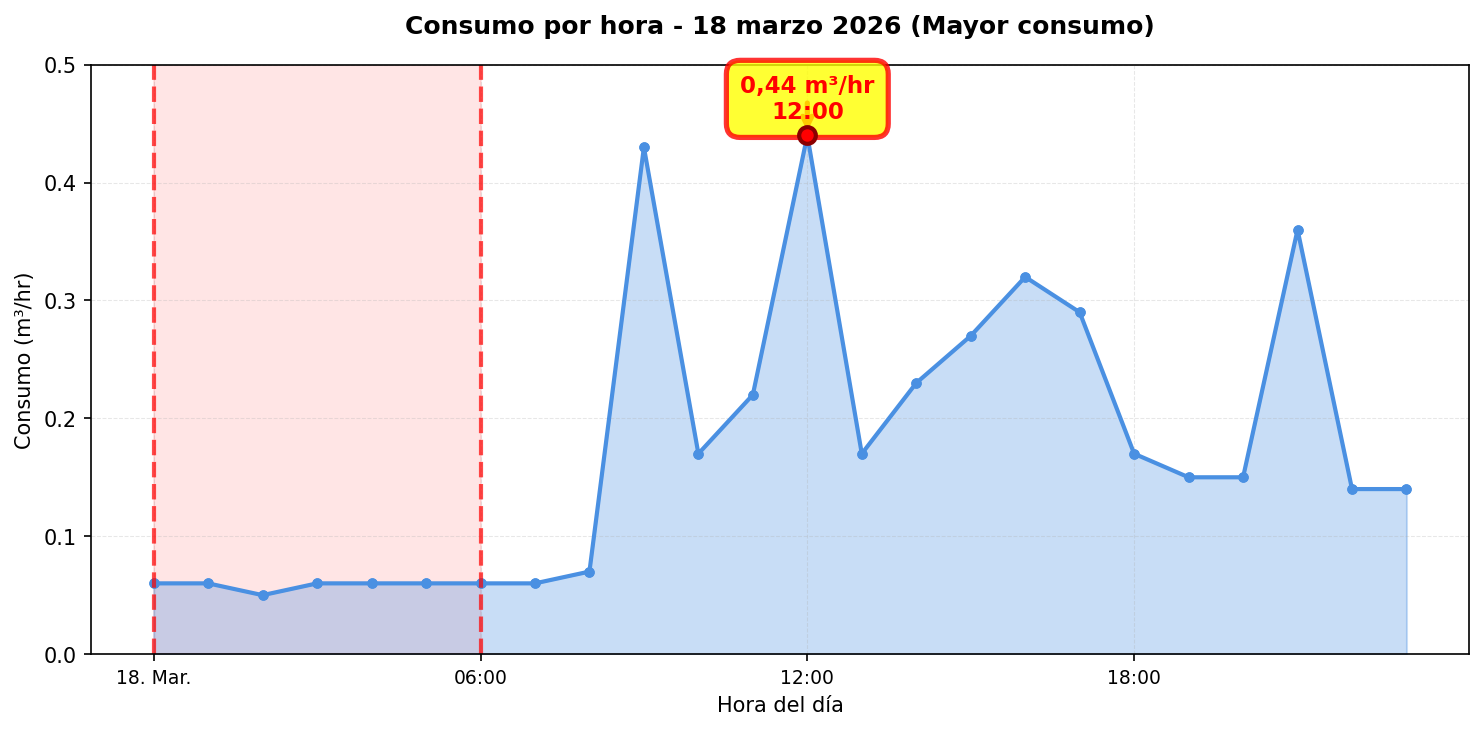 Consumo por hora - 18 marzo 2026 (Mayor consumo)
0,44 m³/hr
12:00
Consumo (m³/hr)
0.5
0.4
0.3
0.2
0.1
0.0
18. Mar.
06:00
12:00
18:00
Hora del día